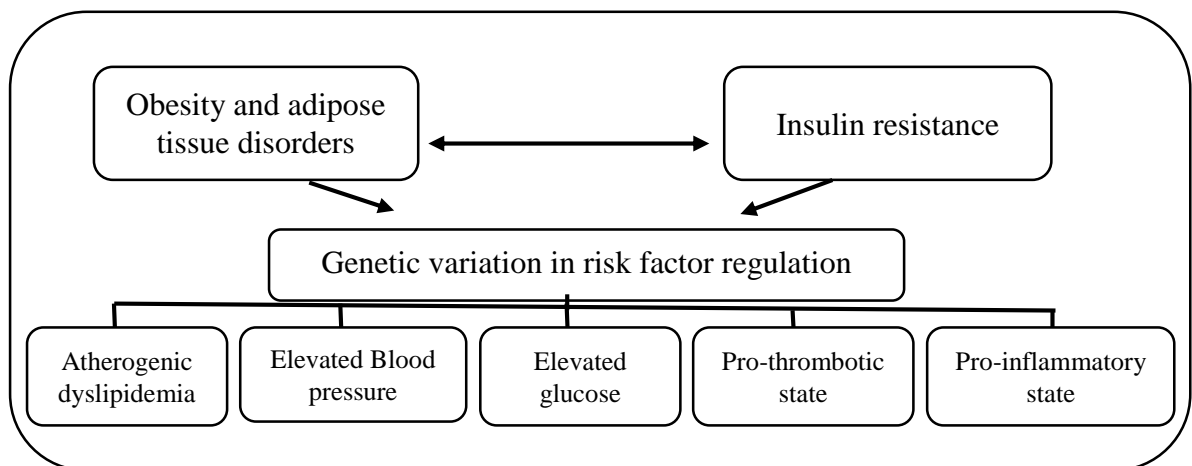 Obesity and adipose
tissue disorders
Insulin resistance
Genetic variation in risk factor regulation
Atherogenic
dyslipidemia
Elevated Blood
pressure
Elevated
glucose
Pro-thrombotic
state
Pro-inflammatory
state